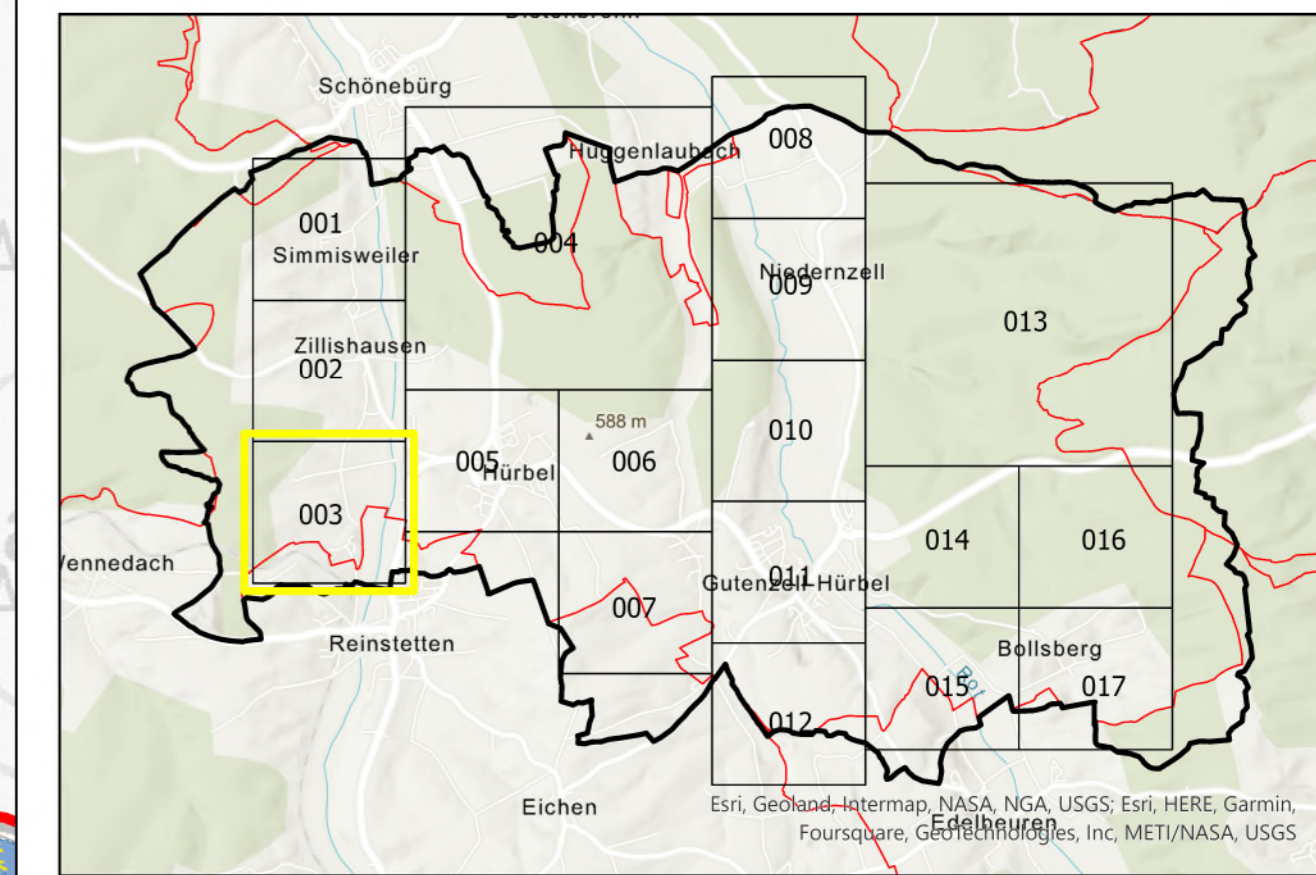 Schönebürg
Huggenlaubach
008
001
Simmisweiler
004
Niedernzell
009
013
Zillishausen
002
588 m
010
005
Hürbel
006
003
014
016
Gutenzell-Hürbel
011
007
Reinstetten
Bollsberg
015
017
012
Eichen
Esri, Geoland, Intermap, NASA, NGA, USGS; Esri, HERE, Garmin,
Edelbeuren
Foursquare, GeoTechnologies, Inc, METI/NASA, USGS